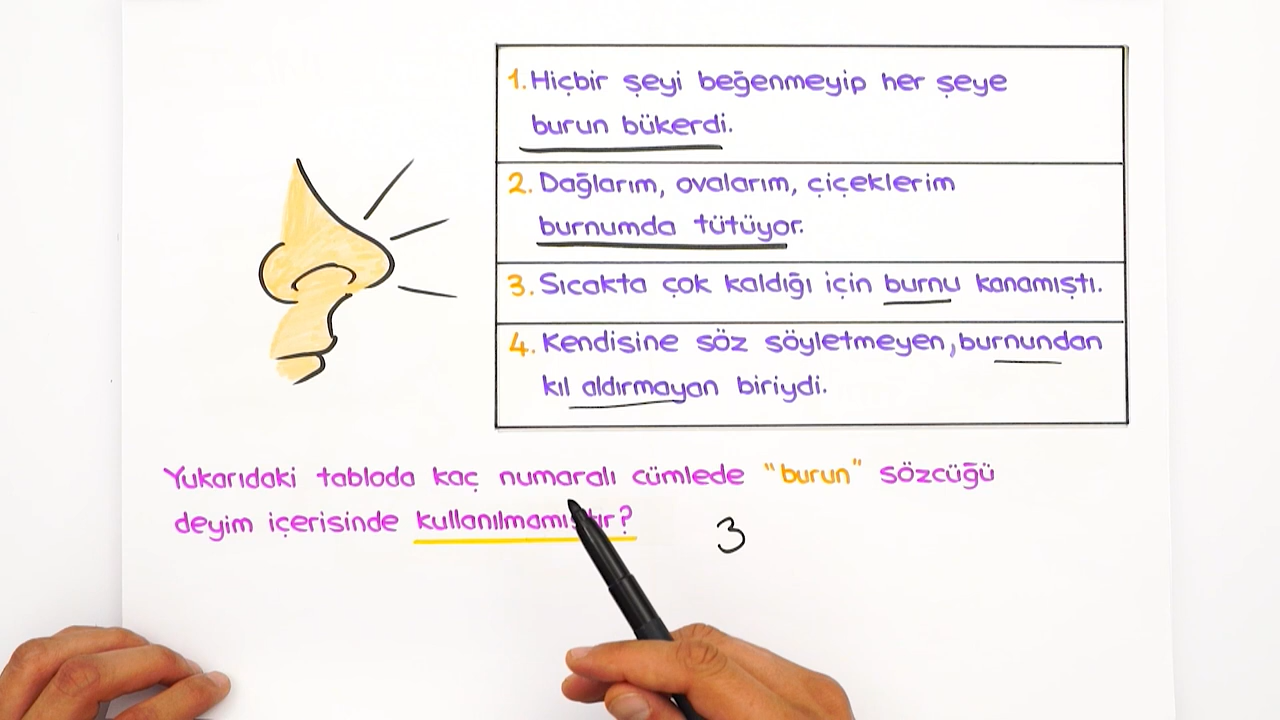 1. Hiçbir şeyi beğenmeyip her şeye
burun bükerdi.
2. Dağlarım, ovalarım, çiçeklerim
burnumda tütüyor.
3. Sıcakta çok kaldığı için burnu kanamıştı.
4. Kendisine söz söyletmeyen, burnundan
kıl aldırmayan biriydi.
Yukarıdaki tabloda kaç numaralı cümlede "burun" sözcüğü
deyim içerisinde kullanılmamıştır?
3